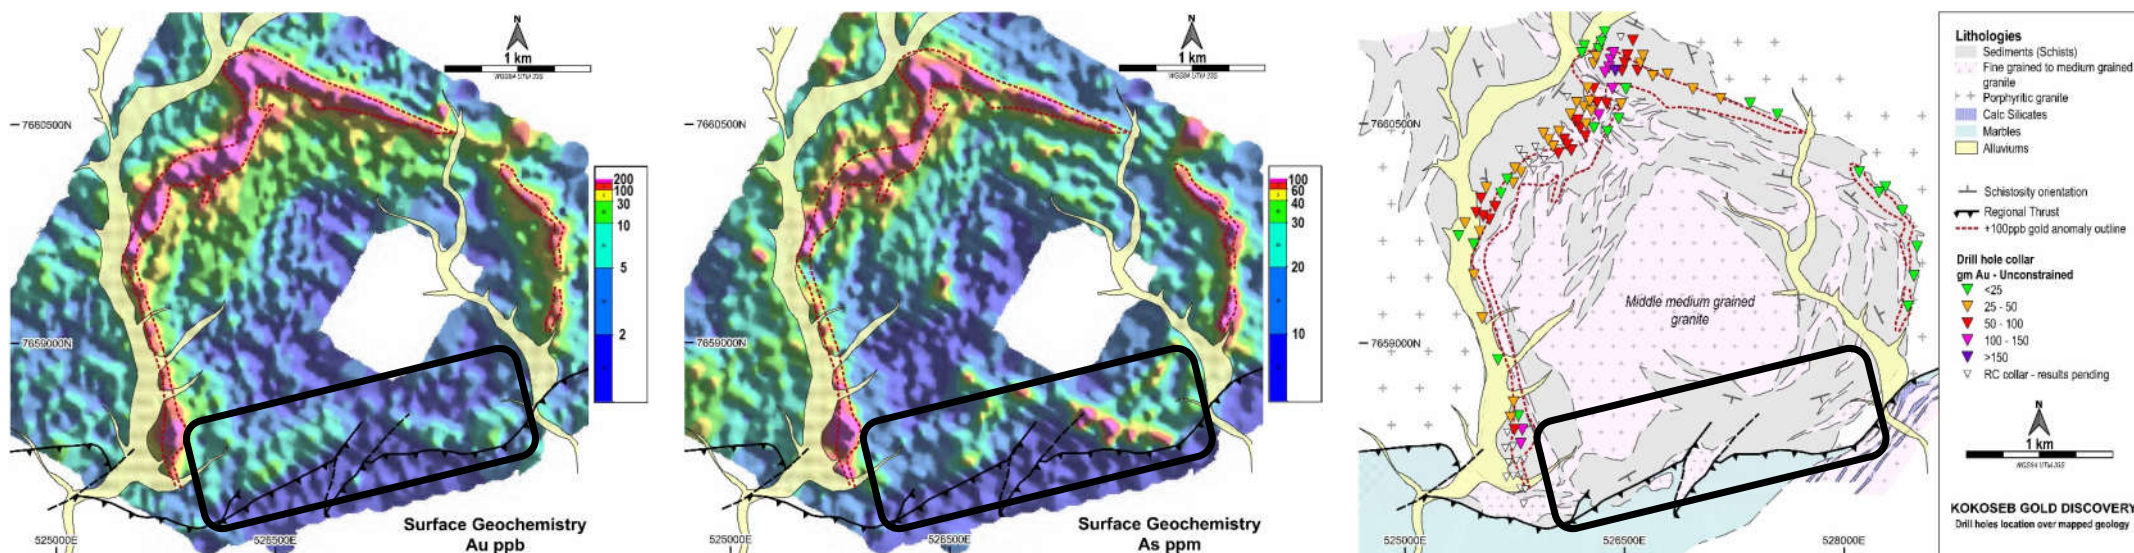 N
1 km
WGS84 UTM 33S
7660500N
7659000N
525000E
526500E
200
100
30
10
5
2
Surface Geochemistry
Au ppb
N
1 km
WGS84 UTM 33S
7660500N
7659000N
525000E
526500E
100
60
40
30
20
10
Surface Geochemistry
As ppm
7660500N
7659000N
525000E
526500E
528000E
Middle medium grained
granite
Lithologies
Sediments (Schists)
Fine grained to medium grained
granite
Porphyritic granite
Calc Silicates
Marbles
Alluviums
Schistosity orientation
Regional Thrust
+100ppb gold anomaly outline
Drill hole collar
gm Au - Unconstrained
<25
25 - 50
50 - 100
100 - 150
>150
RC collar - results pending
N
1 km
WGS84 UTM 33S
KOKOSEB GOLD DISCOVERY
Drill holes location over mapped geology